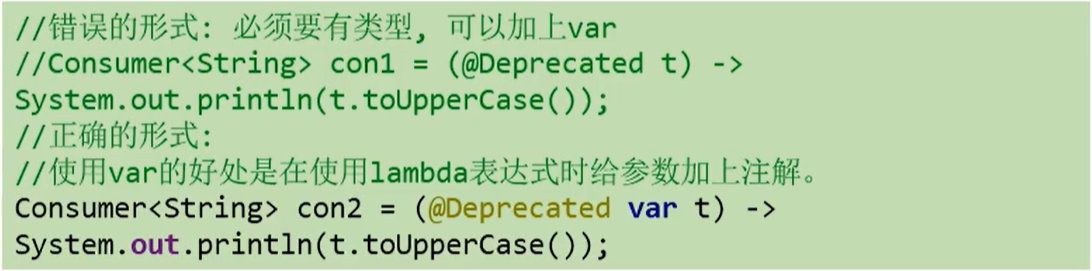 //错误的形式: 必须要有类型, 可以加上var
//Consumer<String> con1 = (@Deprecated t) ->
System.out.println(t.toUpperCase());
//正确的形式:
//使用var的好处是在使用lambda表达式时给参数加上注解。
Consumer<String> con2 = (@Deprecated var t) ->
System.out.println(t.toUpperCase());